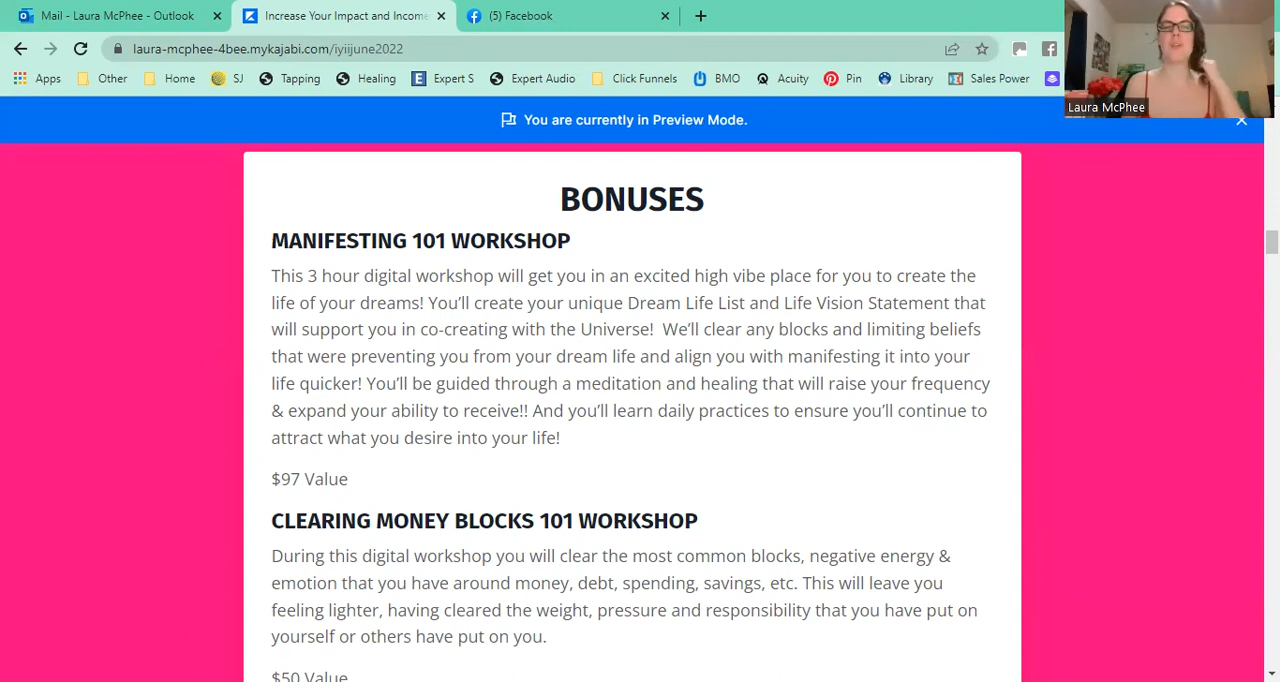 Mail - Laura McPhee - Outlook
Increase Your Impact and Income
(5) Facebook
laura-mcphee-4bee.mykajabi.com/iyiijune2022
Apps Other Home SJ Tapping Healing Expert S Expert Audio Click Funnels BMO Acuity Pin Library Sales Power
Laura McPhee
You are currently in Preview Mode.
BONUSES
MANIFESTING 101 WORKSHOP
This 3 hour digital workshop will get you in an excited high vibe place for you to create the
life of your dreams! You’ll create your unique Dream Life List and Life Vision Statement that
will support you in co-creating with the Universe!  We’ll clear any blocks and limiting beliefs
that were preventing you from your dream life and align you with manifesting it into your
life quicker! You’ll be guided through a meditation and healing that will raise your frequency
& expand your ability to receive!! And you’ll learn daily practices to ensure you’ll continue to
attract what you desire into your life!
$97 Value
CLEARING MONEY BLOCKS 101 WORKSHOP
During this digital workshop you will clear the most common blocks, negative energy &
emotion that you have around money, debt, spending, savings, etc. This will leave you
feeling lighter, having cleared the weight, pressure and responsibility that you have put on
yourself or others have put on you.
$50 Value